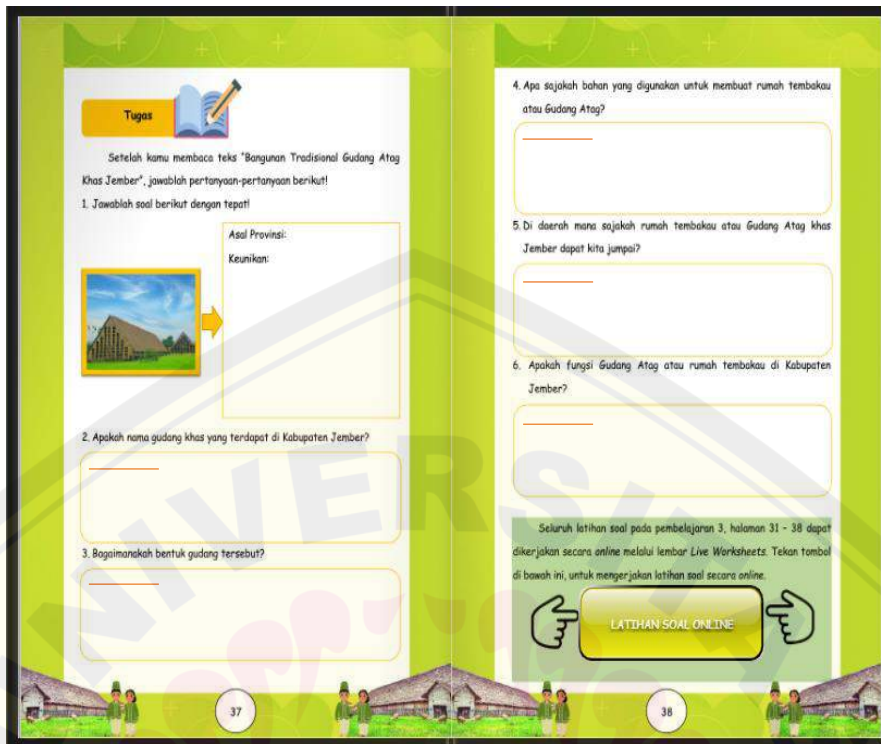 Tugas
Setelah kamu membaca teks "Bangunan Tradisional Gudang Atag
Khas Jember", jawablah pertanyaan-pertanyaan berikut!
1. Jawablah soal berikut dengan tepat!
Asal Provinsi:
Keunikan:
2. Apakah nama gudang khas yang terdapat di Kabupaten Jember?
3. Bagaimanakah bentuk gudang tersebut?
37
4. Apa sajakah bahan yang digunakan untuk membuat rumah tembakau
atau Gudang Atag?
5. Di daerah mana sajakah rumah tembakau atau Gudang Atag khas
Jember dapat kita jumpai?
6. Apakah fungsi Gudang Atag atau rumah tembakau di Kabupaten
Jember?
Seluruh latihan soal pada pembelajaran 3, halaman 31 - 38 dapat
dikerjakan secara online melalui lembar Live Worksheets. Tekan tombol
di bawah ini, untuk mengerjakan latihan soal secara online.
LATIHAN SOAL ONLINE
38